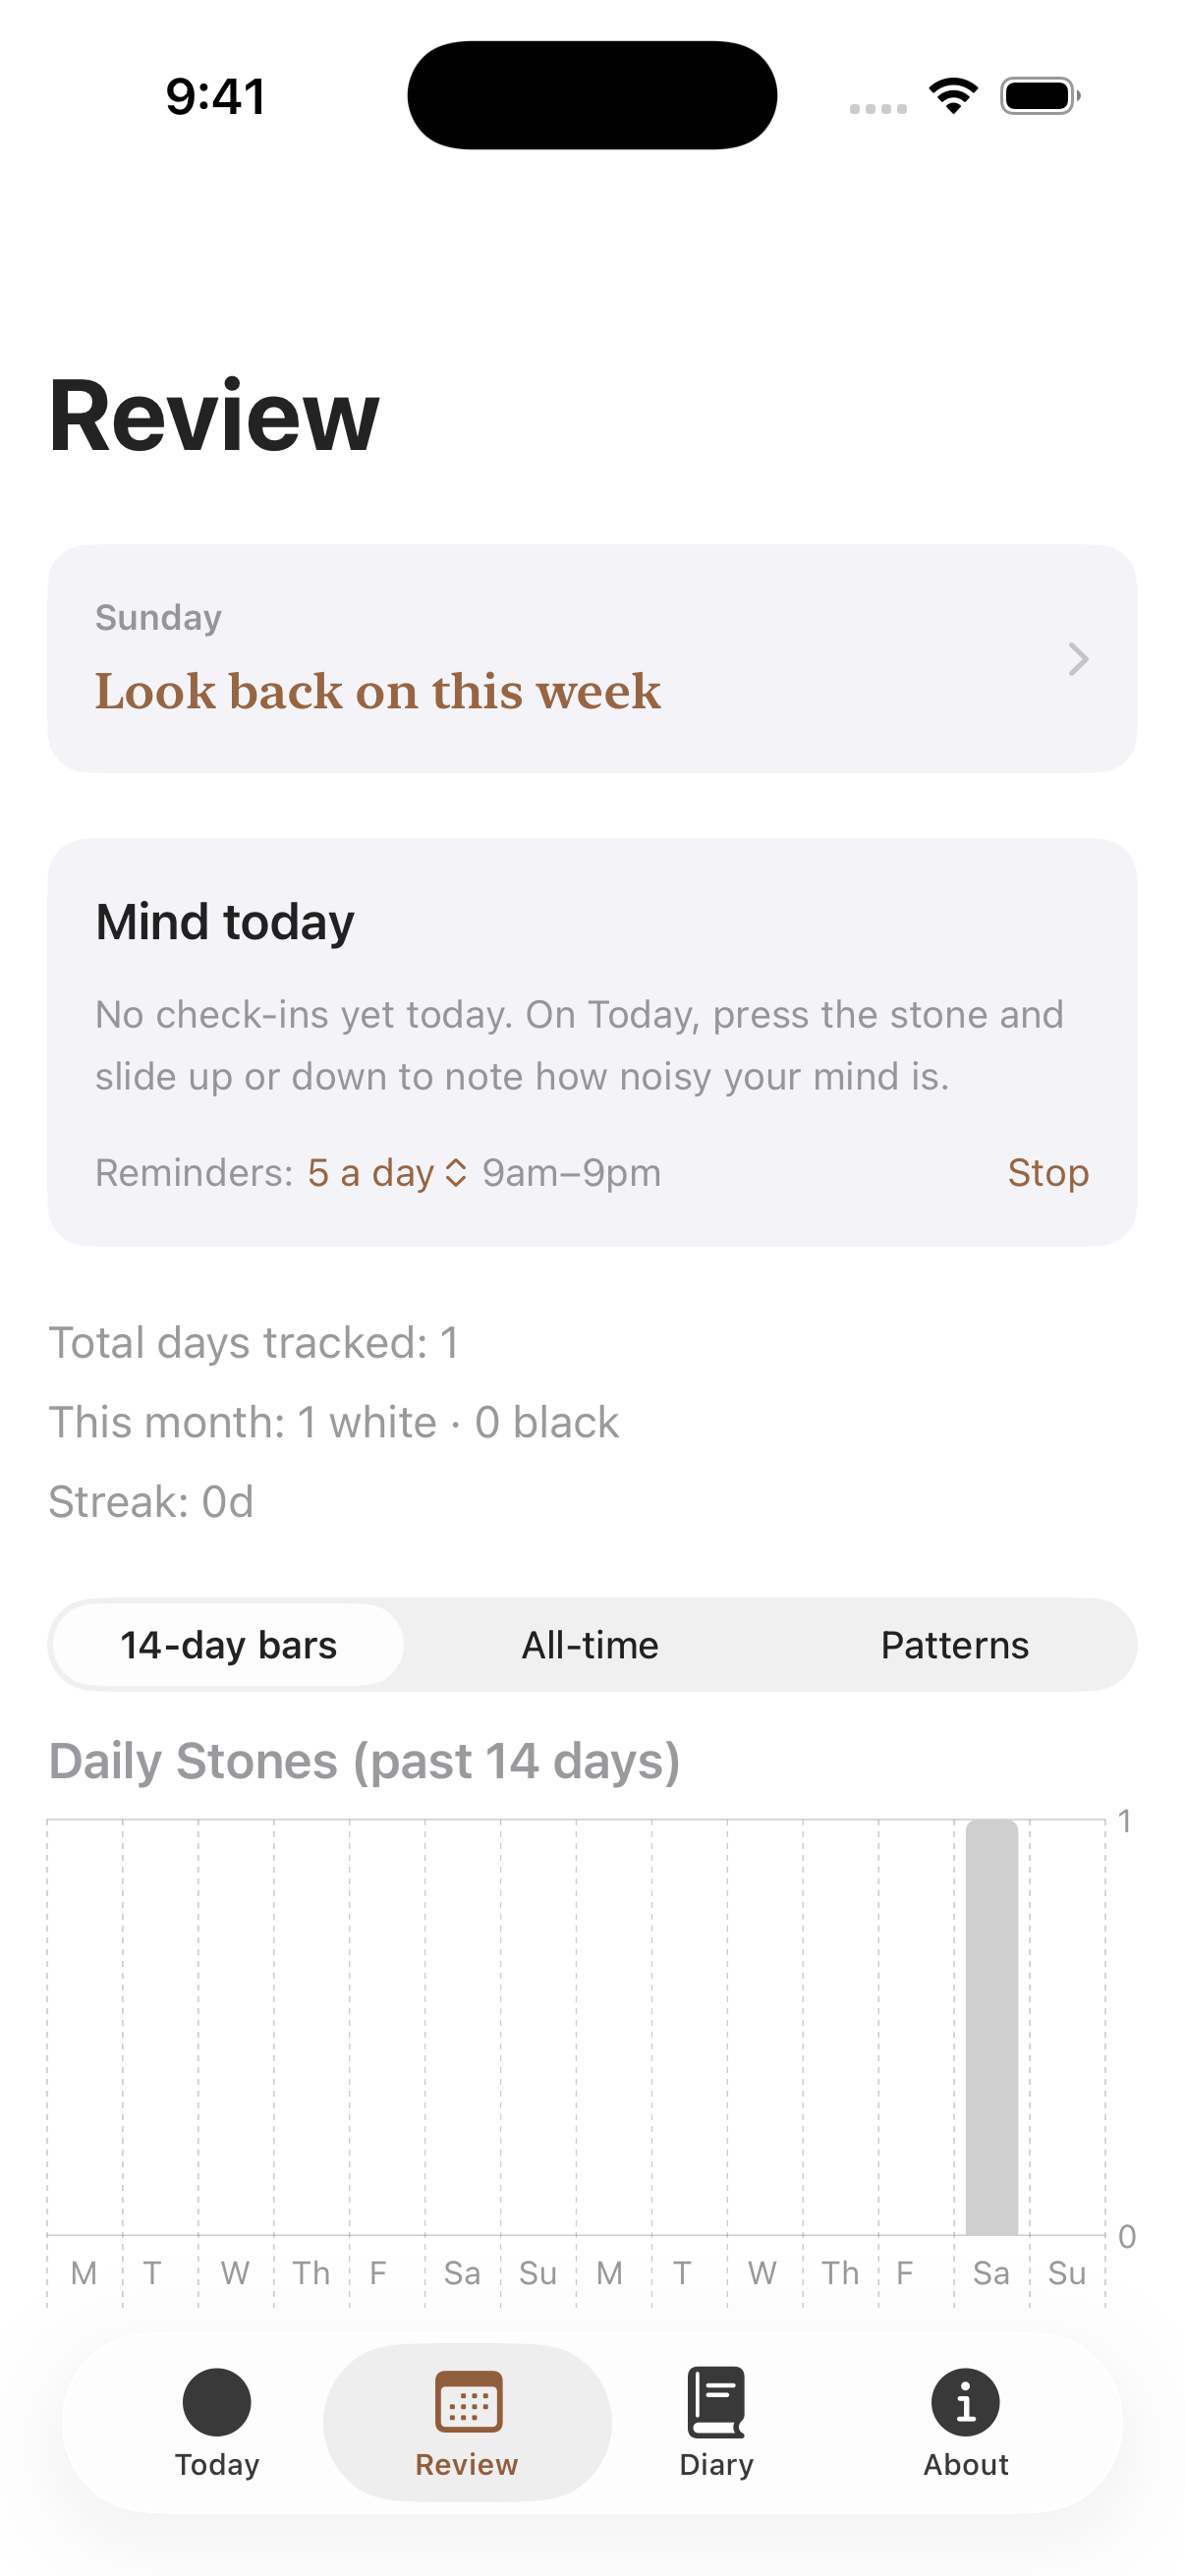 9:41
Review
Sunday
Look back on this week
Mind today
No check-ins yet today. On Today, press the stone and
slide up or down to note how noisy your mind is.
Reminders: 5 a day 9am–9pm Stop
Total days tracked: 1
This month: 1 white · 0 black
Streak: 0d
14-day bars All-time Patterns
Daily Stones (past 14 days)
1
0
M T W Th F Sa Su M T W Th F Sa Su
Today Review Diary About